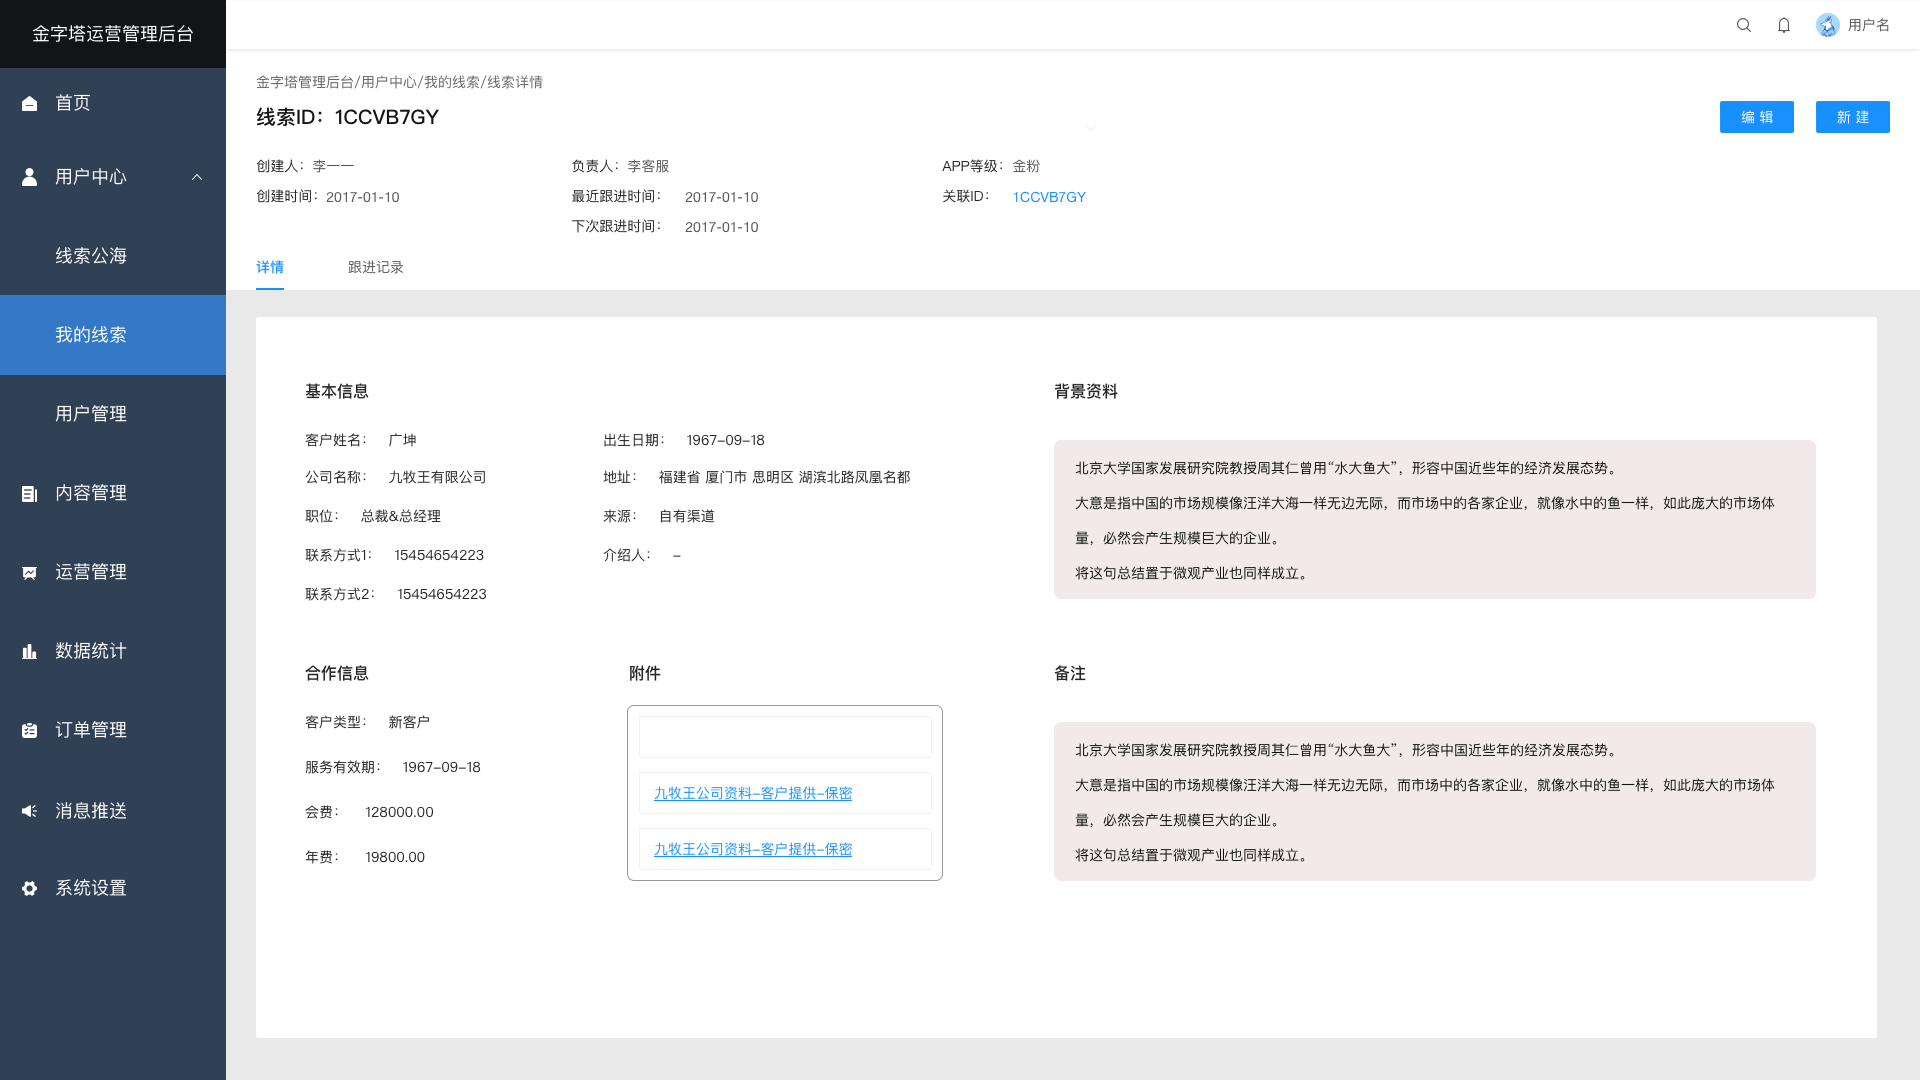 金字塔运营管理后台
首页
用户中心
线索公海
我的线索
用户管理
内容管理
运营管理
数据统计
订单管理
消息推送
系统设置
用户名
金字塔管理后台/用户中心/我的线索/线索详情
线索ID：1CCVB7GY
编 辑
新 建
创建人：李一一
负责人：李客服
APP等级：金粉
创建时间：2017-01-10
最近跟进时间： 2017-01-10
关联ID： 1CCVB7GY
下次跟进时间： 2017-01-10
详情
跟进记录
基本信息
客户姓名： 广坤
出生日期： 1967-09-18
公司名称： 九牧王有限公司
地址： 福建省 厦门市 思明区 湖滨北路凤凰名都
职位： 总裁&总经理
来源： 自有渠道
联系方式1： 15454654223
介绍人： -
联系方式2： 15454654223
背景资料
北京大学国家发展研究院教授周其仁曾用“水大鱼大”，形容中国近些年的经济发展态势。
大意是指中国的市场规模像汪洋大海一样无边无际，而市场中的各家企业，就像水中的鱼一样，如此庞大的市场体
量，必然会产生规模巨大的企业。
将这句总结置于微观产业也同样成立。
合作信息
客户类型： 新客户
服务有效期： 1967-09-18
会费： 128000.00
年费： 19800.00
附件
九牧王公司资料-客户提供-保密
九牧王公司资料-客户提供-保密
备注
北京大学国家发展研究院教授周其仁曾用“水大鱼大”，形容中国近些年的经济发展态势。
大意是指中国的市场规模像汪洋大海一样无边无际，而市场中的各家企业，就像水中的鱼一样，如此庞大的市场体
量，必然会产生规模巨大的企业。
将这句总结置于微观产业也同样成立。